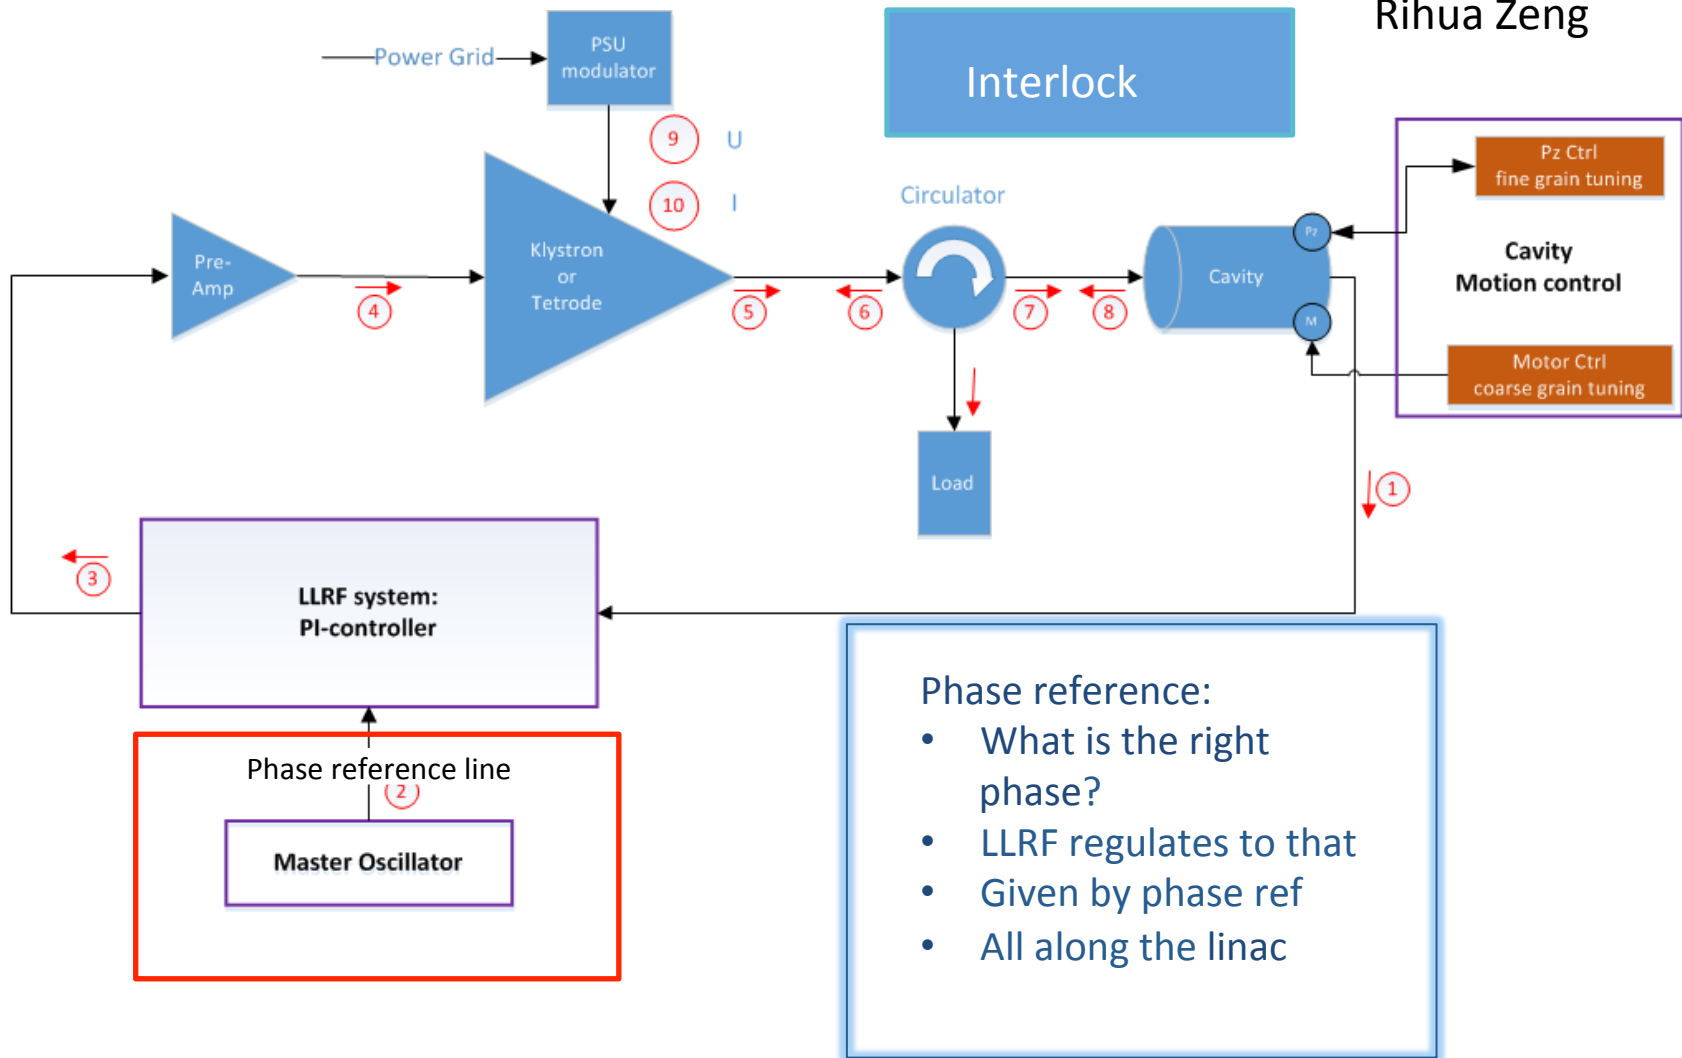 Rihua Zeng
Power Grid
PSU
modulator
Interlock
9
U
10
I
Circulator
Pz Ctrl
fine grain tuning
Pz
Cavity
Motion control
Pre-
Amp
Klystron
or
Tetrode
Cavity
4
5
6
7
8
M
Motor Ctrl
coarse grain tuning
Load
1
3
LLRF system:
PI-controller
Phase reference line
2
Master Oscillator
Phase reference:
• What is the right
phase?
• LLRF regulates to that
• Given by phase ref
• All along the linac